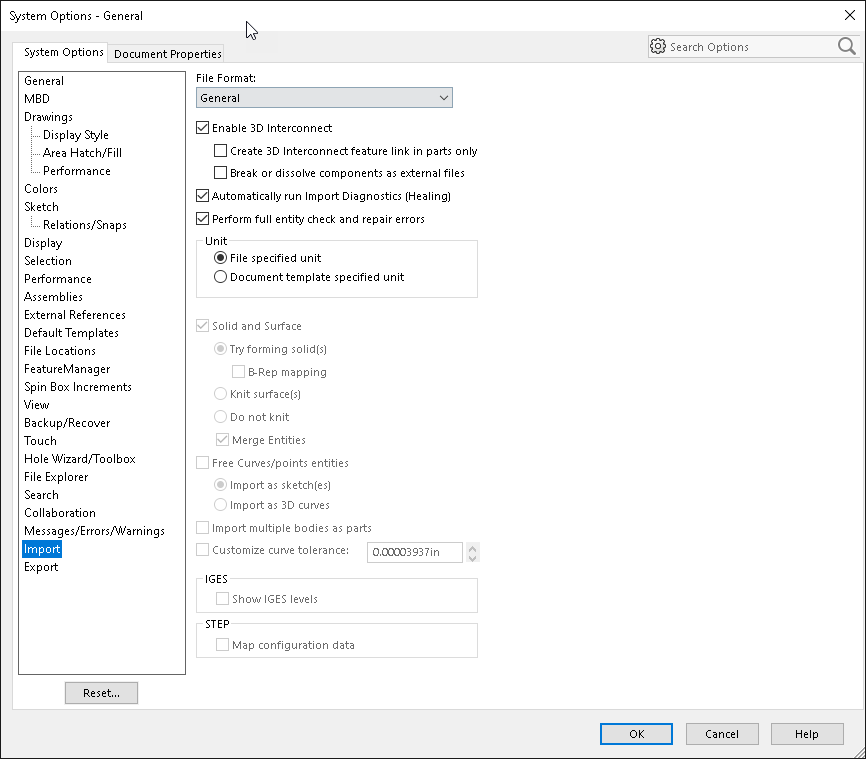 System Options - General
System Options
Document Properties
Search Options
General
MBD
Drawings
Display Style
Area Hatch/Fill
Performance
Colors
Sketch
Relations/Snaps
Display
Selection
Performance
Assemblies
External References
Default Templates
File Locations
FeatureManager
Spin Box Increments
View
Backup/Recover
Touch
Hole Wizard/Toolbox
File Explorer
Search
Collaboration
Messages/Errors/Warnings
Import
Export
Reset...
File Format:
General
Enable 3D Interconnect
Create 3D Interconnect feature link in parts only
Break or dissolve components as external files
Automatically run Import Diagnostics (Healing)
Perform full entity check and repair errors
Unit
File specified unit
Document template specified unit
Solid and Surface
Try forming solid(s)
B-Rep mapping
Knit surface(s)
Do not knit
Merge Entities
Free Curves/points entities
Import as sketch(es)
Import as 3D curves
Import multiple bodies as parts
Customize curve tolerance: 0.00003937in
IGES
Show IGES levels
STEP
Map configuration data
OK
Cancel
Help